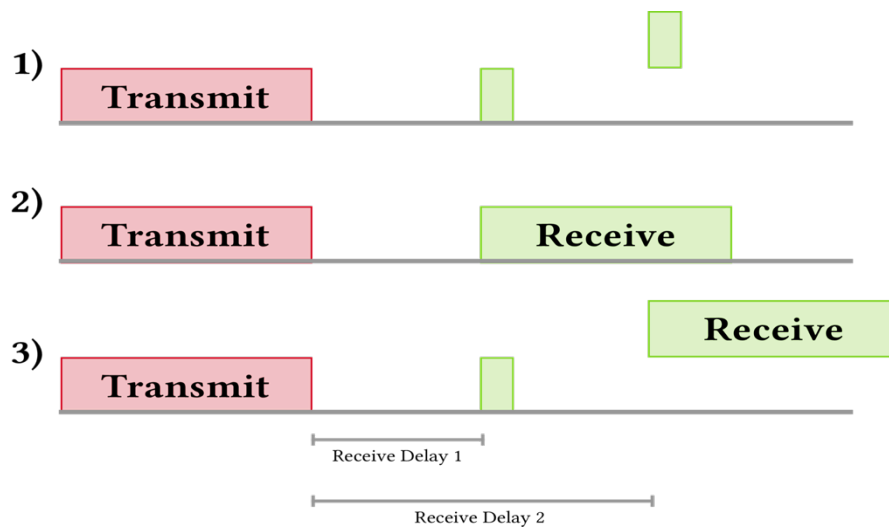 1)
Transmit
2)
Transmit
Receive
Receive
3)
Transmit
Receive Delay 1
Receive Delay 2